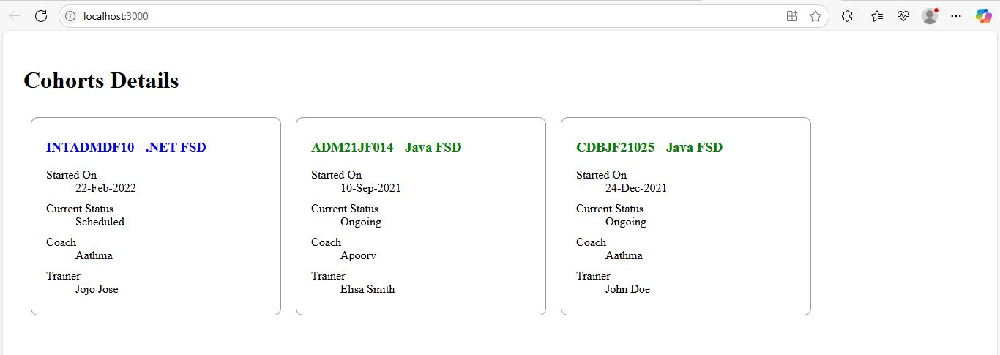 localhost:3000
Cohorts Details
INTADMDF10 - .NET FSD
Started On
22-Feb-2022
Current Status
Scheduled
Coach
Aathma
Trainer
Jojo Jose
ADM21JF014 - Java FSD
Started On
10-Sep-2021
Current Status
Ongoing
Coach
Apoorv
Trainer
Elisa Smith
CDBJF21025 - Java FSD
Started On
24-Dec-2021
Current Status
Ongoing
Coach
Aathma
Trainer
John Doe